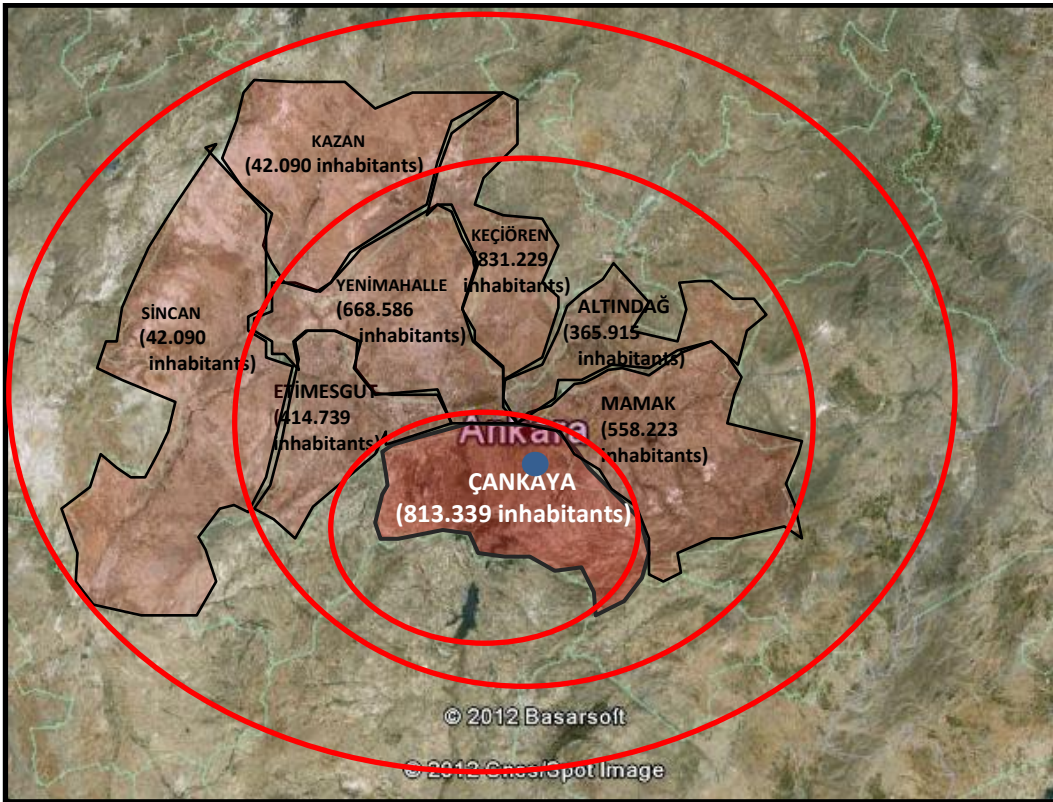 KAZAN
(42.090 inhabitants)
KEÇİÖREN
(831.229
inhabitants)
YENİMAHALLE
(668.586
inhabitants)
SİNCAN
(42.090
inhabitants)
ALTINDAĞ
(365.915
inhabitants)
ETİMESGUT
(414.739
inhabitants)
MAMAK
(558.223
inhabitants)
Ankara
ÇANKAYA
(813.339 inhabitants)
© 2012 Basarsoft
© 2012 Cnes/Spot Image